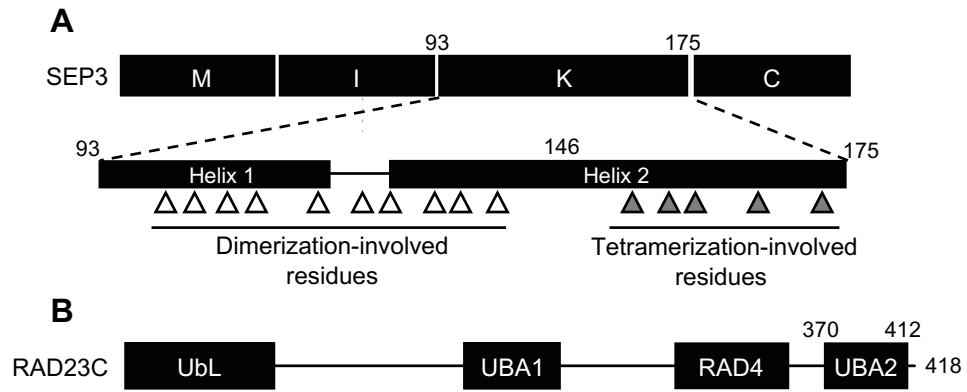 A
93 175
SEP3 M I K C
93 146 175
Helix 1 Helix 2
Dimerization-involved residues
Tetramerization-involved residues
B
370 412
RAD23C UbL UBA1 RAD4 UBA2 418